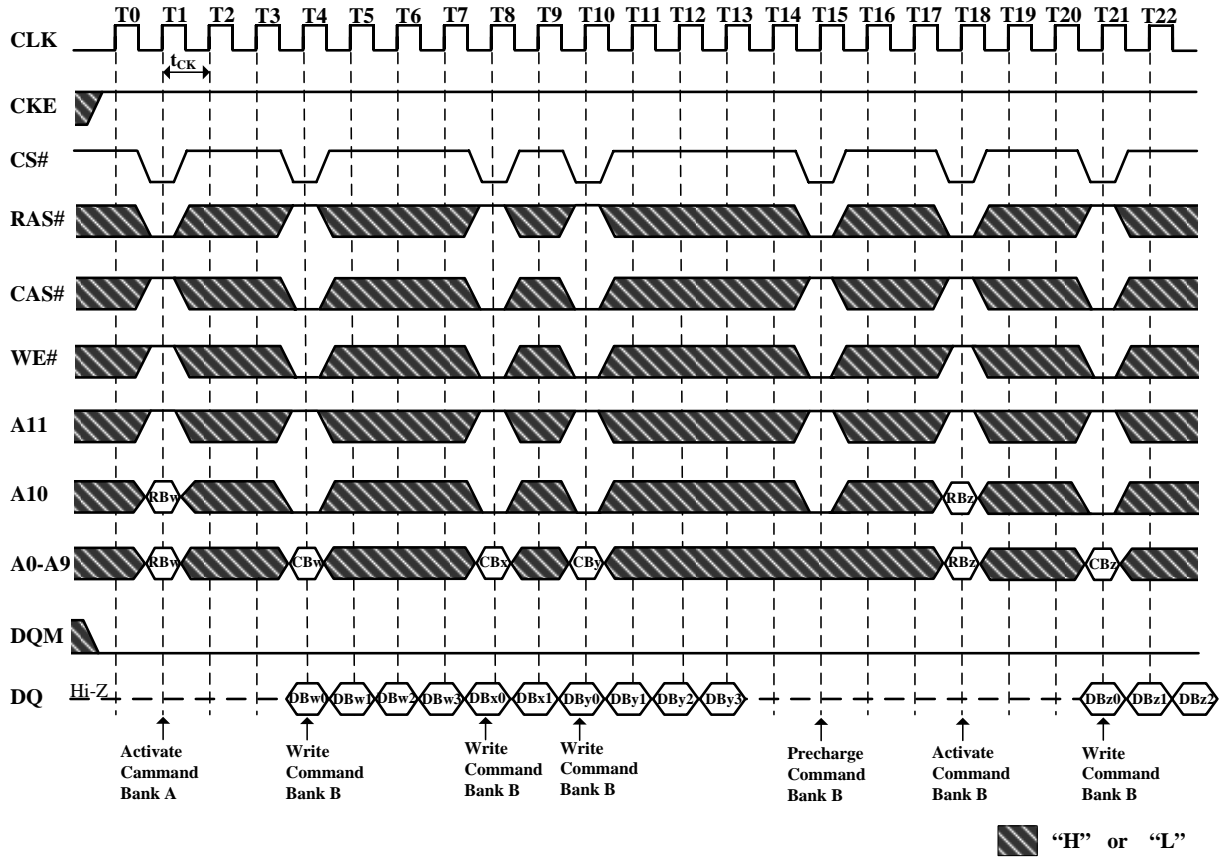 T0 T1 T2 T3 T4 T5 T6 T7 T8 T9 T10 T11 T12 T13 T14 T15 T16 T17 T18 T19 T20 T21 T22
CLK
tCK
CKE
CS#
RAS#
CAS#
WE#
A11
A10 RBw RBz
A0-A9 RBw CBw CBx CBy RBz CBz
DQM
DQ Hi-Z DBw0 DBw1 DBw2 DBw3 DBx0 DBx1 DBy0 DBy1 DBy2 DBy3 DBz0 DBz1 DBz2
Activate
Cammand
Bank A
Write
Command
Bank B
Write
Command
Bank B
Write
Command
Bank B
Precharge
Command
Bank B
Activate
Command
Bank B
Write
Command
Bank B
“H” or “L”